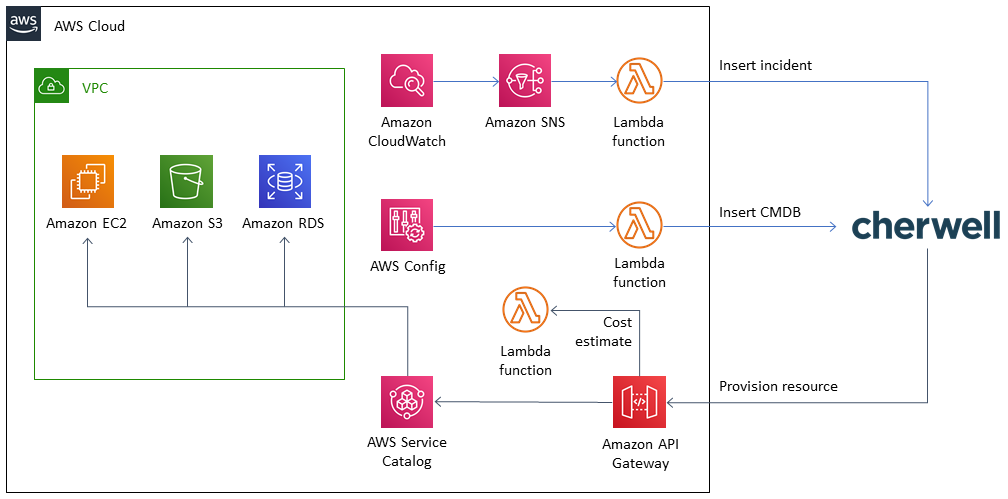 aws
AWS Cloud
VPC
Amazon EC2
Amazon S3
Amazon RDS
Amazon
CloudWatch
Amazon SNS
Lambda
function
Insert incident
AWS Config
Lambda
function
Insert CMDB
cherwell
Lambda
function
Cost
estimate
AWS Service
Catalog
Amazon API
Gateway
Provision resource